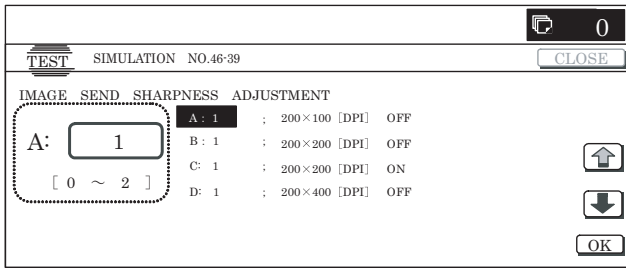 0
TEST SIMULATION NO.46-39 CLOSE
IMAGE SEND SHARPNESS ADJUSTMENT
A: 1
[ 0 ~ 2 ]
A : 1 ; 200×100 [DPI] OFF
B : 1 ; 200×200 [DPI] OFF
C: 1 ; 200×200 [DPI] ON
D: 1 ; 200×400 [DPI] OFF
OK